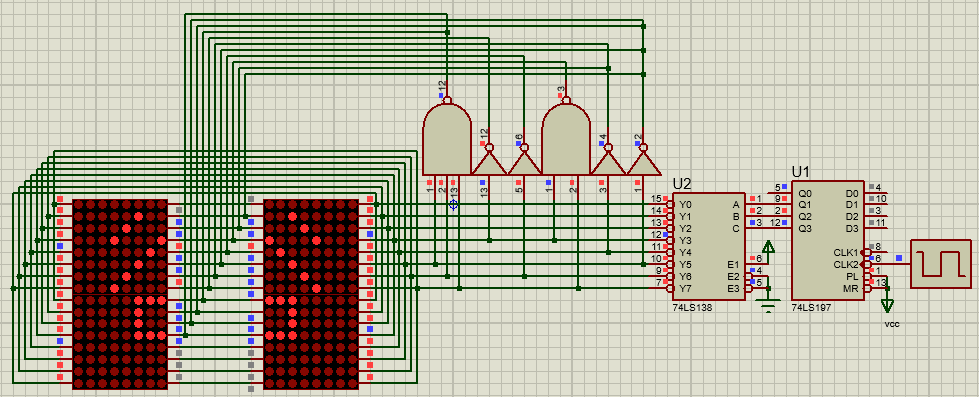 12
3
12
6
4
2
1
2
13
13
5
1
2
3
1
U2
U1
15 Y0 A 1
14 Y1 B 2
13 Y2 C 3
12 Y3
11 Y4
10 Y5 E1 6
9 Y6 E2 4
7 Y7 E3 5
74LS138
5 Q0 D0 4
9 Q1 D1 10
2 Q2 D2 3
12 Q3 D3 11
CLK1 8
CLK2 6
PL 1
MR 13
74LS197
vcc